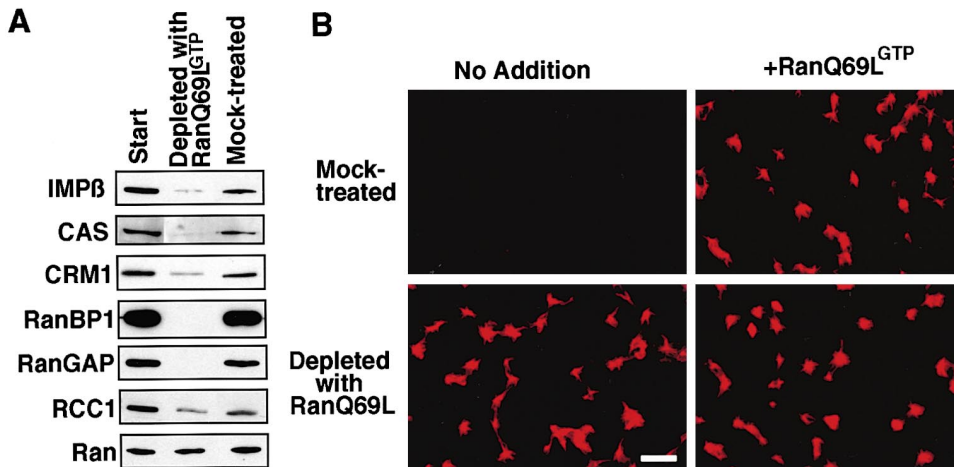 A
Start
Depleted with
RanQ69L^GTP
Mock-treated
IMPß
CAS
CRM1
RanBP1
RanGAP
RCC1
Ran
B
No Addition
+RanQ69L^GTP
Mock-
treated
Depleted
with
RanQ69L